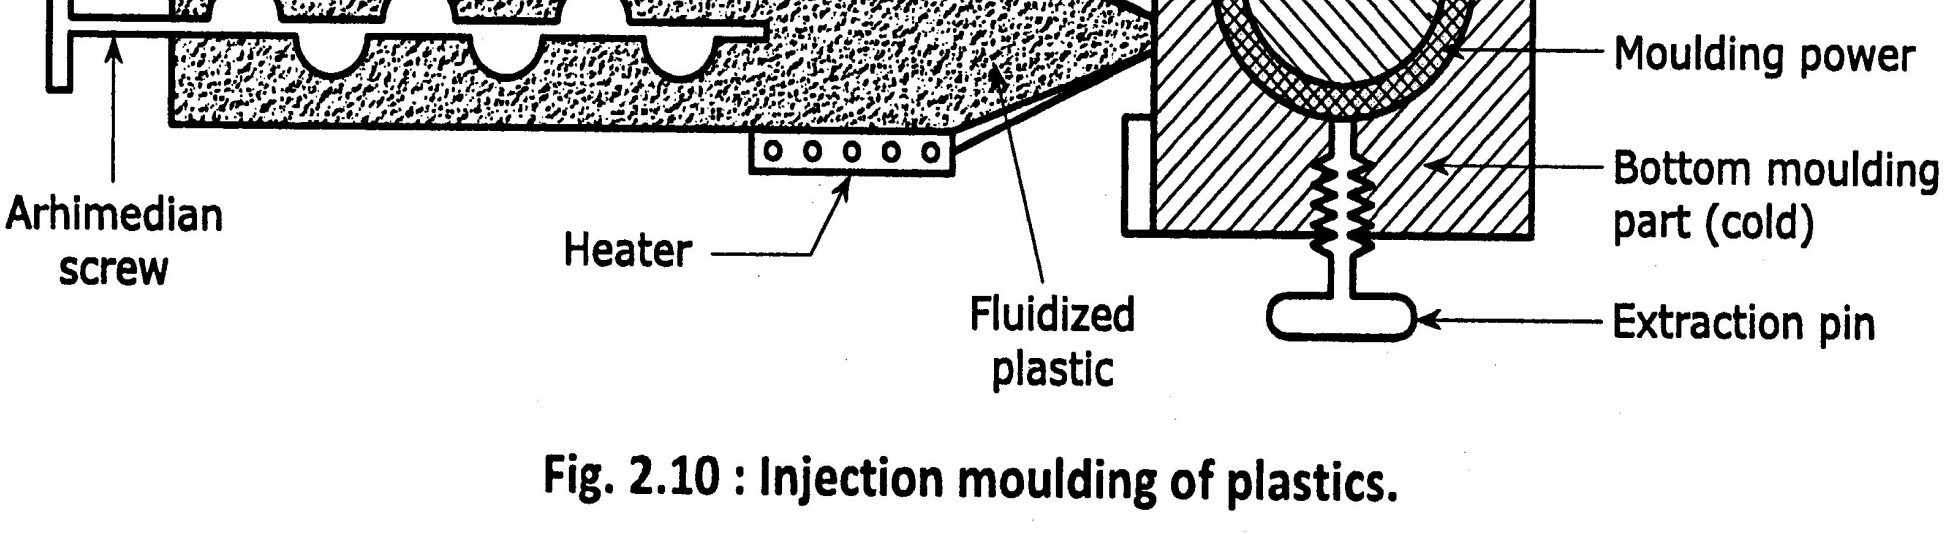 Moulding power
Bottom moulding
part (cold)
Arhimedian
screw
Heater
Fluidized
plastic
Extraction pin
Fig. 2.10 : Injection moulding of plastics.